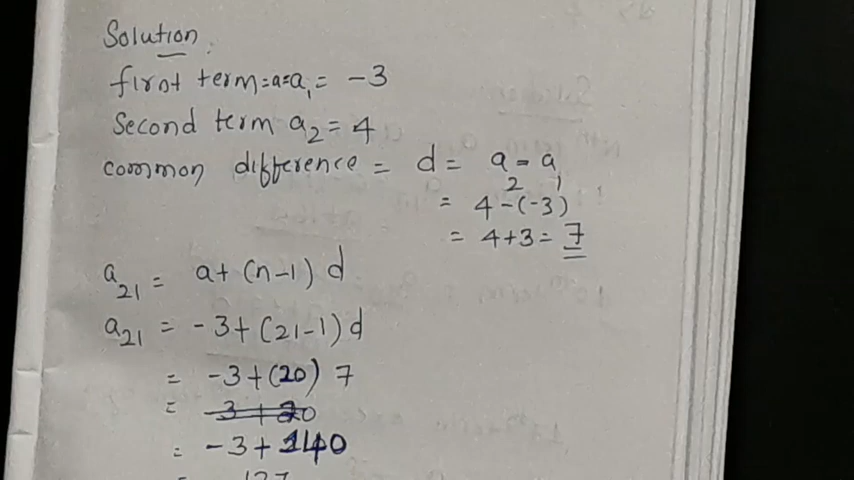 Solution:
first term=a=a₁= -3
Second term a₂ = 4
common difference = d = a₂ - a₁
= 4-(-3)
= 4+3 = 7
a₂₁ = a+(n-1) d
a₂₁ = -3+(21-1)d
= -3+(20) 7
= -3+20
= -3+140
= 137